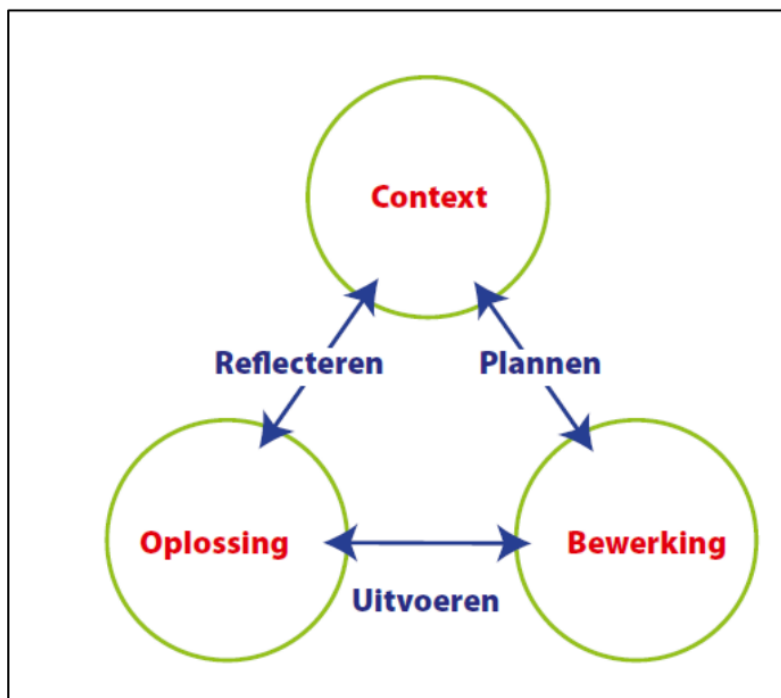 Context
Reflecteren
Plannen
Oplossing
Bewerking
Uitvoeren